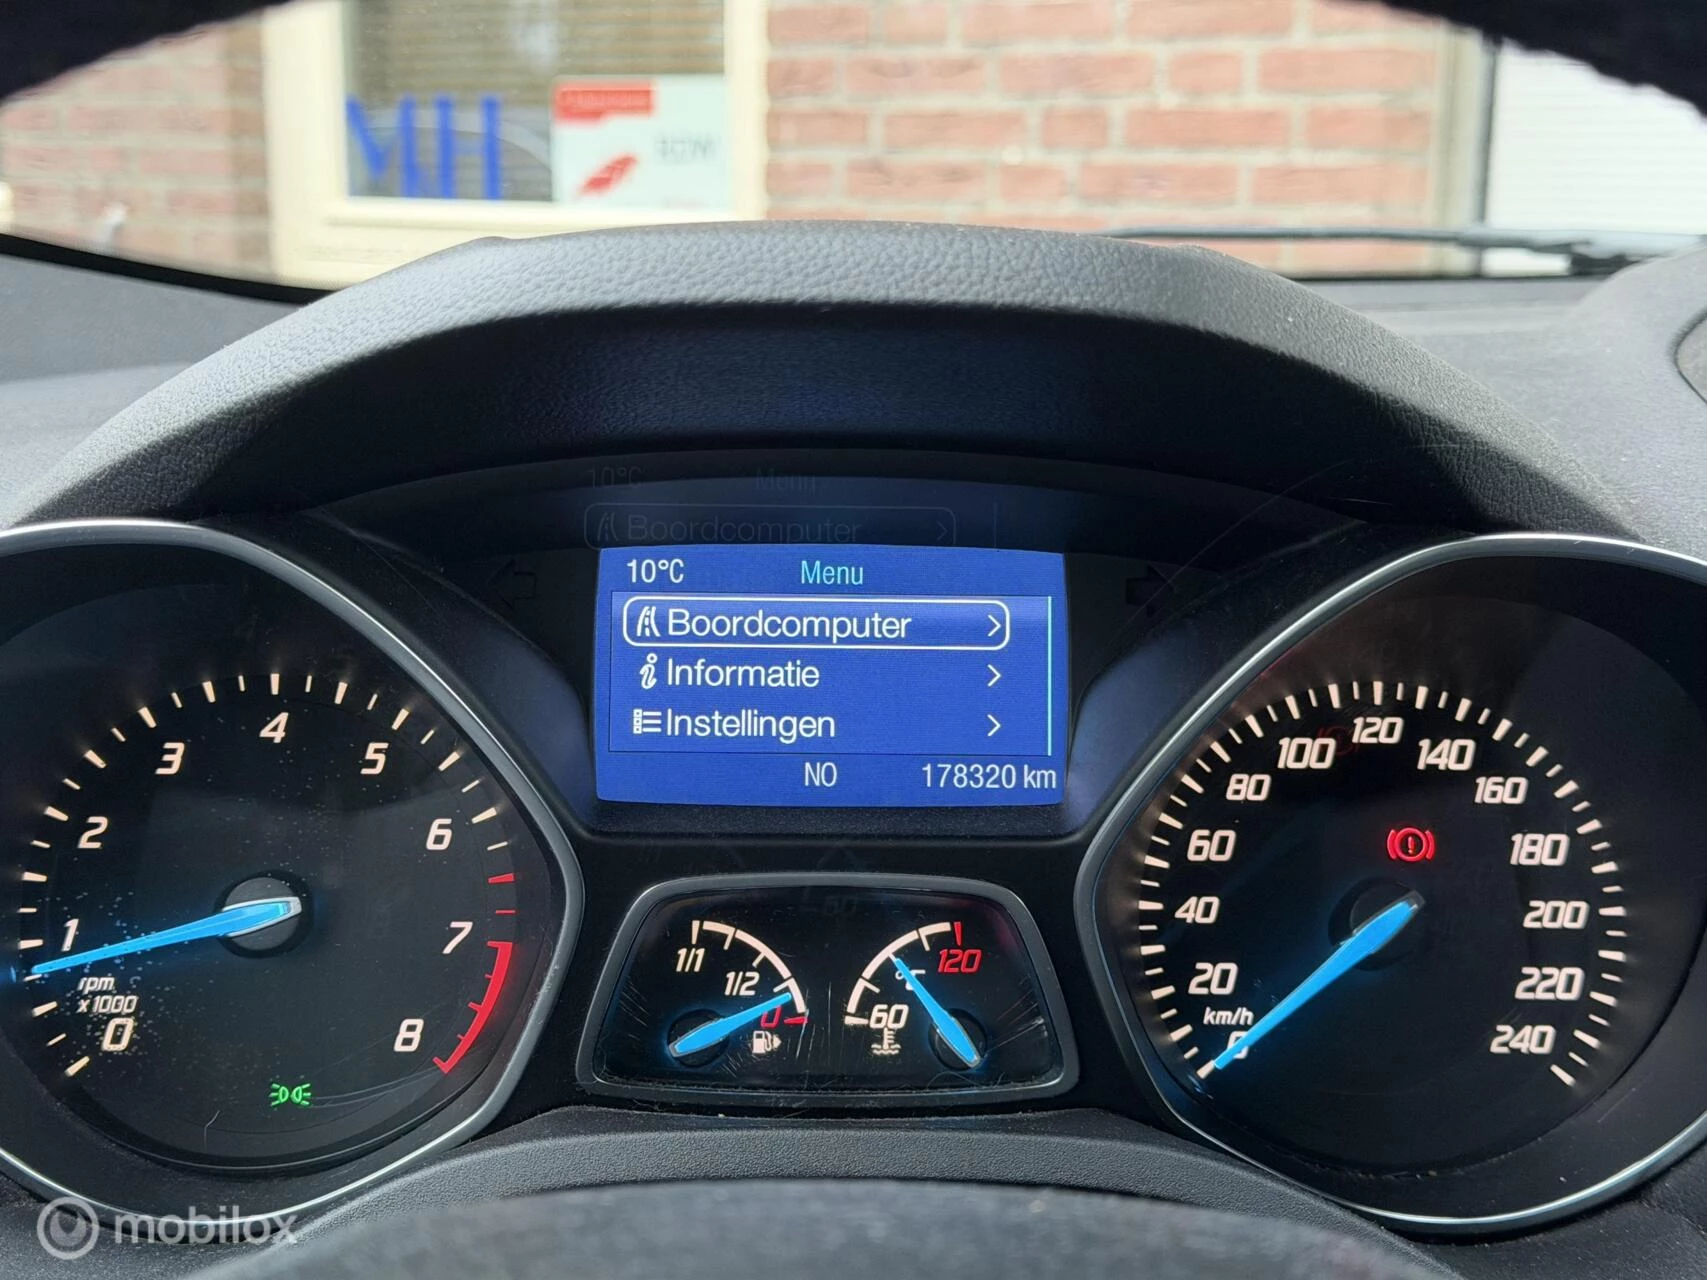 MH
10°C Menu
Boordcomputer
Informatie
Instellingen
NO 178320 km
0 1 2 3 4 5 6 7 8
rpm
x1000
1/1 1/2 0
60 °C 120
0 20 40 60 80 100 120 140 160 180 200 220 240
km/h
mobilox